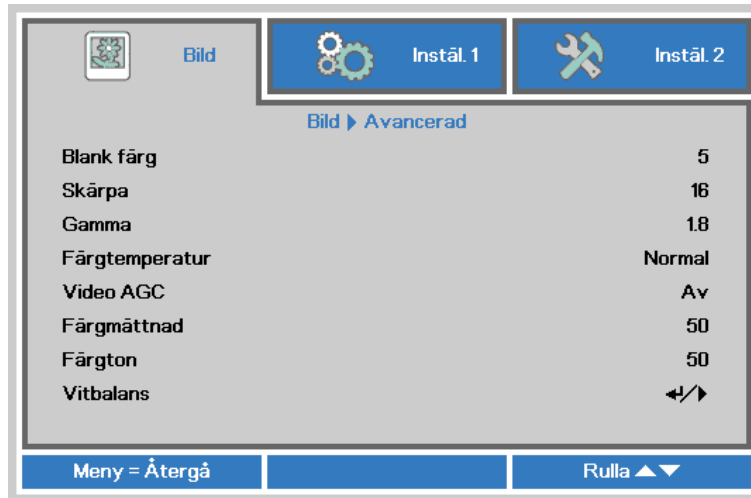 Bild
Instäl. 1
Instäl. 2
Bild ▶ Avancerad
Blank färg 5
Skärpa 16
Gamma 1.8
Färgtemperatur Normal
Video AGC Av
Färgmättnad 50
Färgton 50
Vitbalans ↵/▶
Meny = Återgå
Rulla ▲▼